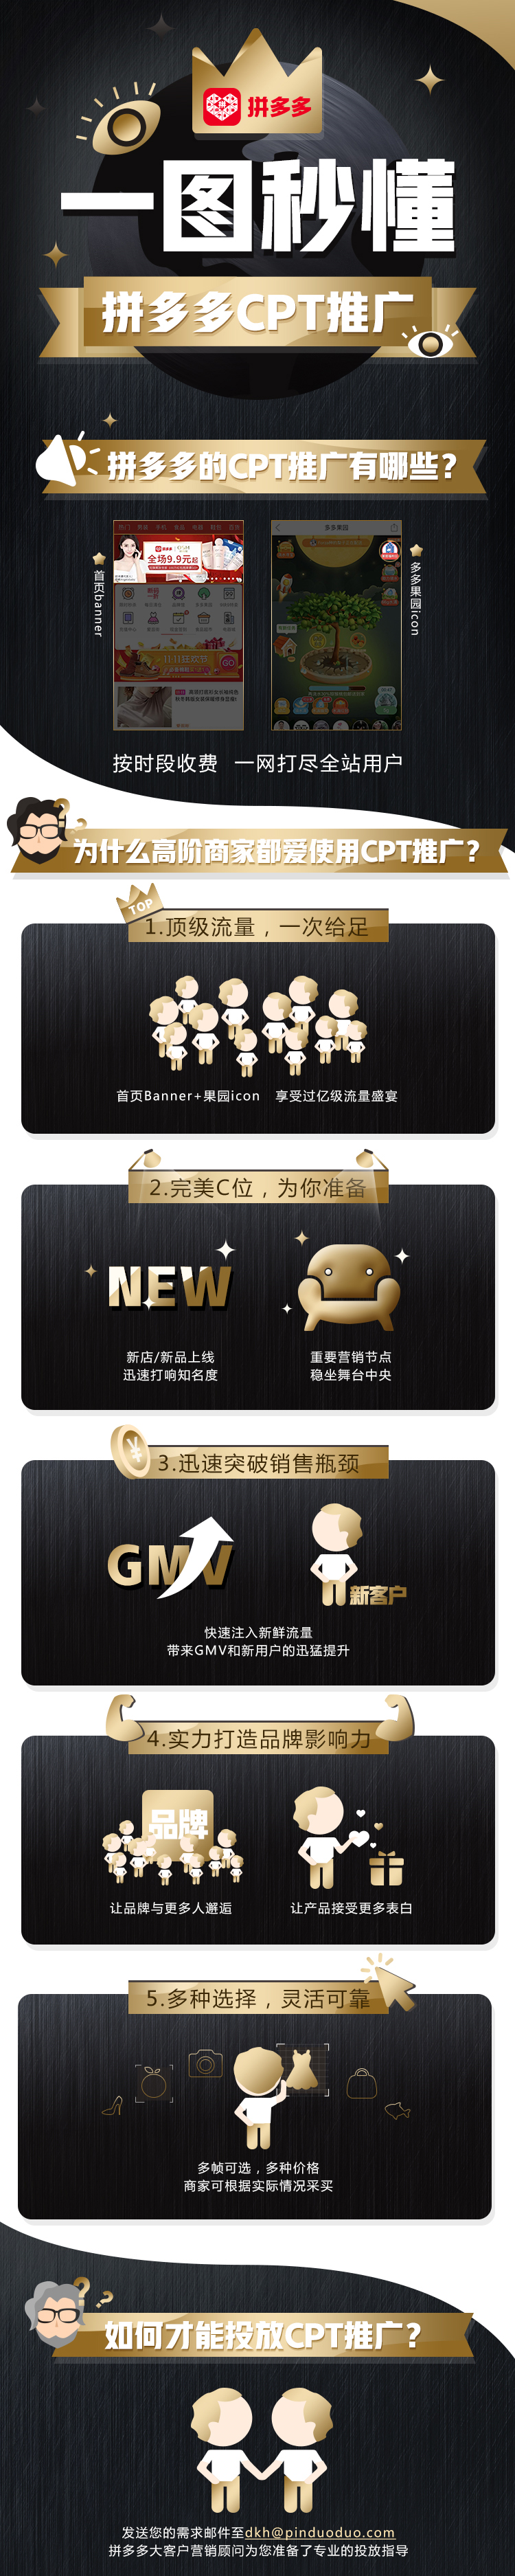 拼多多
一图秒懂
拼多多CPT推广
拼多多的CPT推广有哪些?
首页banner
全场9.9元起
11.11狂欢节
GO
多多果园
多多果园icon
按时段收费 一网打尽全站用户
为什么高阶商家都爱使用CPT推广?
TOP
1.顶级流量，一次给足
首页Banner+果园icon 享受过亿级流量盛宴
2.完美C位，为你准备
NEW
新店/新品上线
迅速打响知名度
重要营销节点
稳坐舞台中央
¥
3.迅速突破销售瓶颈
GMV
新客户
快速注入新鲜流量
带来GMV和新用户的迅猛提升
4.实力打造品牌影响力
品牌
让品牌与更多人邂逅
让产品接受更多表白
5.多种选择，灵活可靠
多帧可选，多种价格
商家可根据实际情况采买
如何才能投放CPT推广?
发送您的需求邮件至dkh@pinduoduo.com
拼多多大客户营销顾问为您准备了专业的投放指导